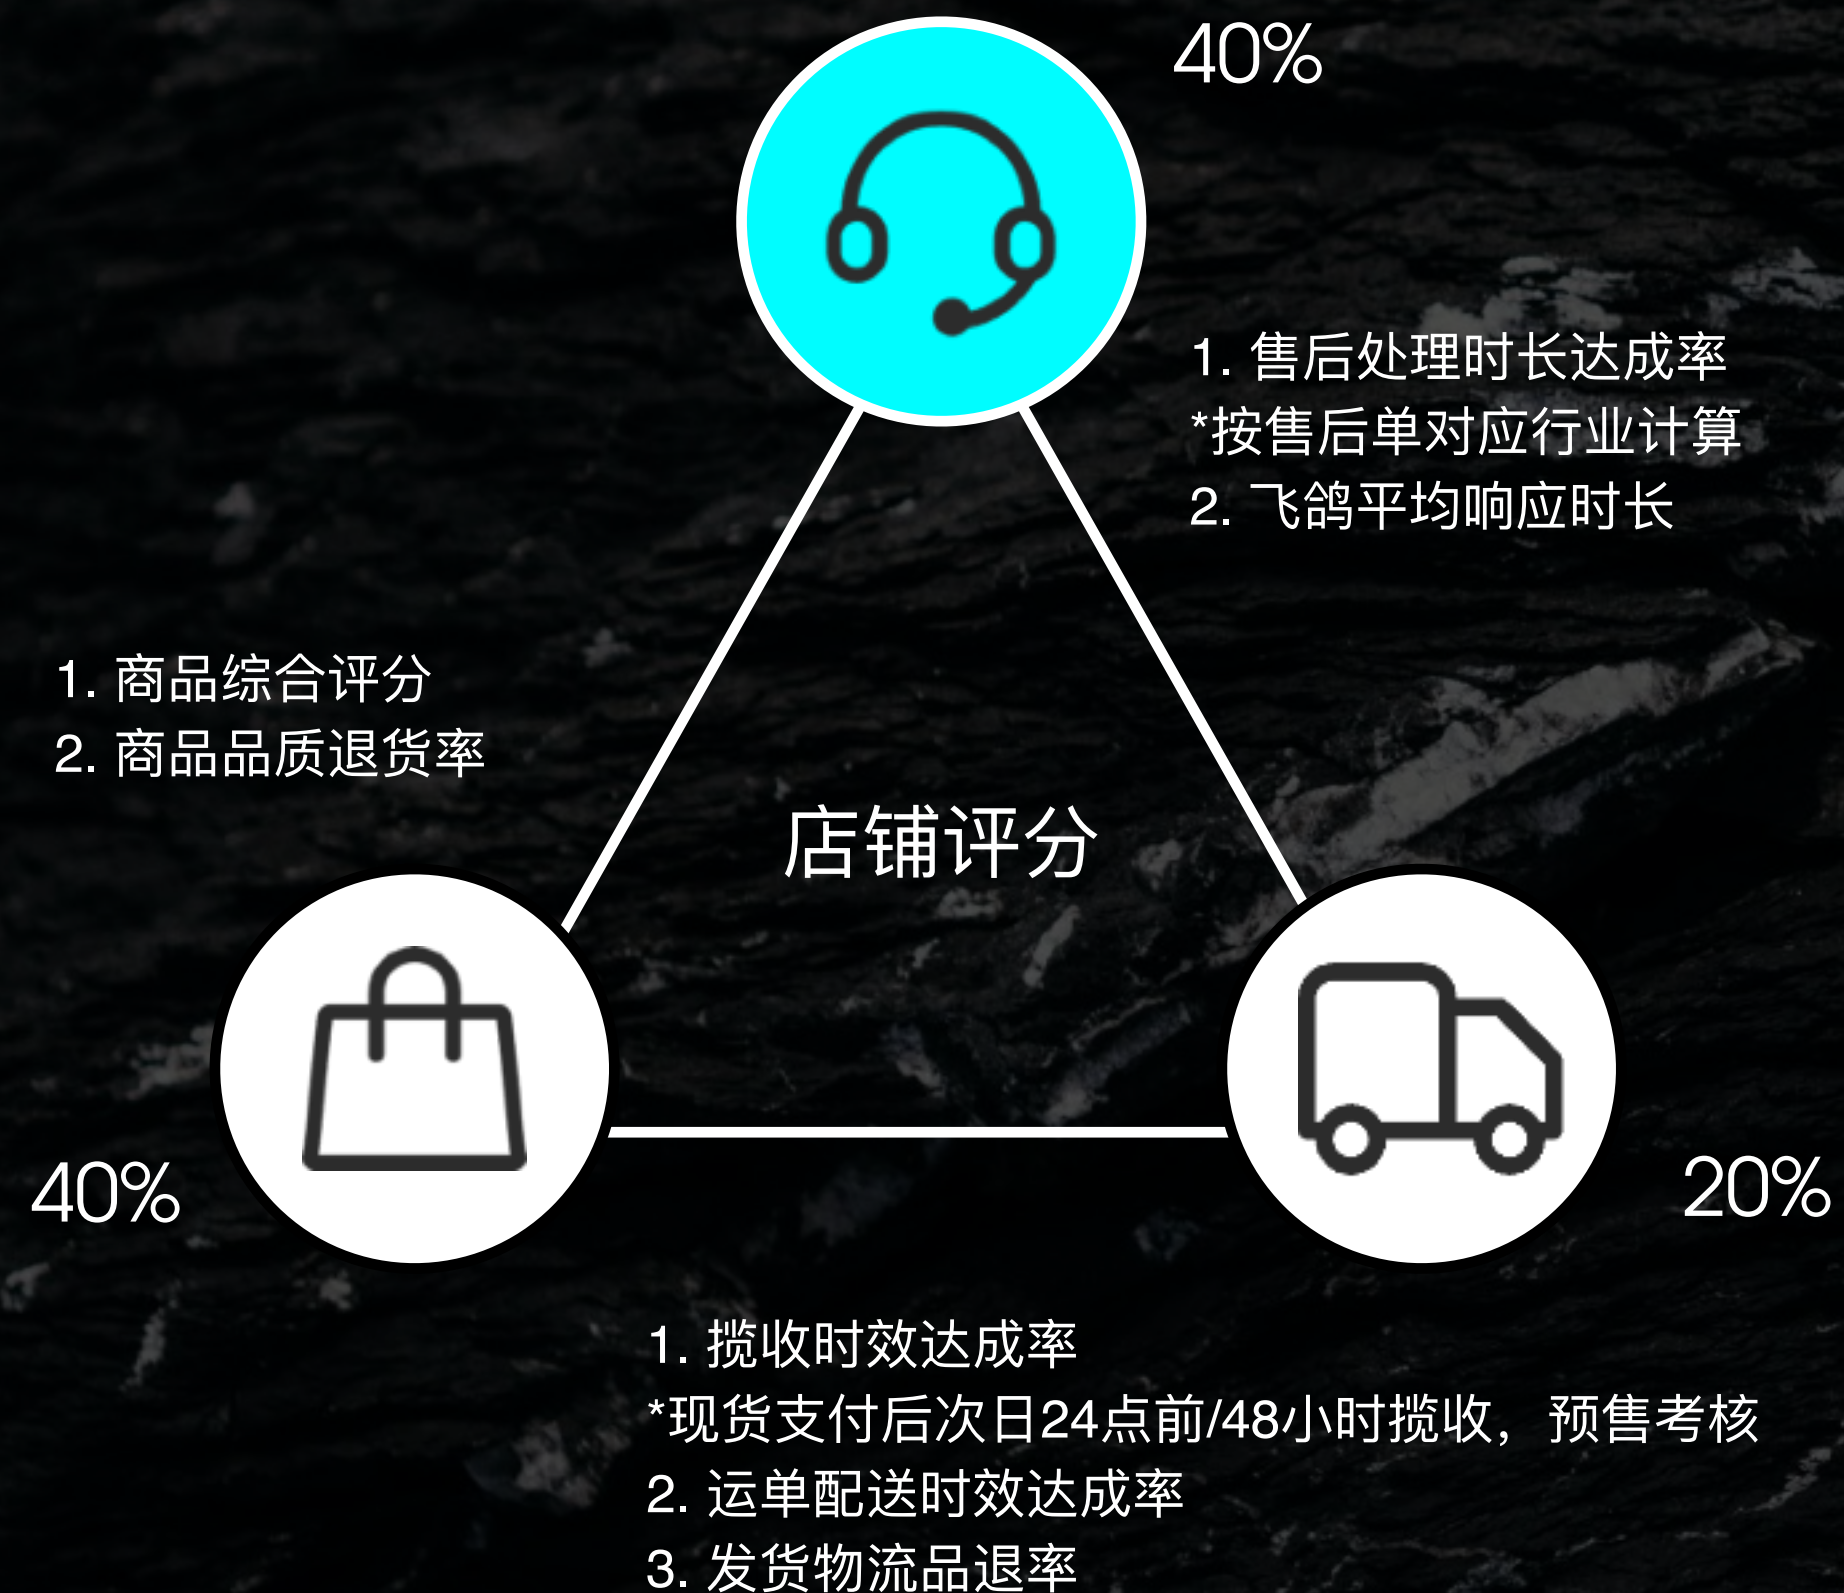 40%
1. 售后处理时长达成率
*按售后单对应行业计算
2. 飞鸽平均响应时长
1. 商品综合评分
2. 商品品质退货率
店铺评分
40%
20%
1. 揽收时效达成率
*现货支付后次日24点前/48小时揽收，预售考核
2. 运单配送时效达成率
3. 发货物流品退率